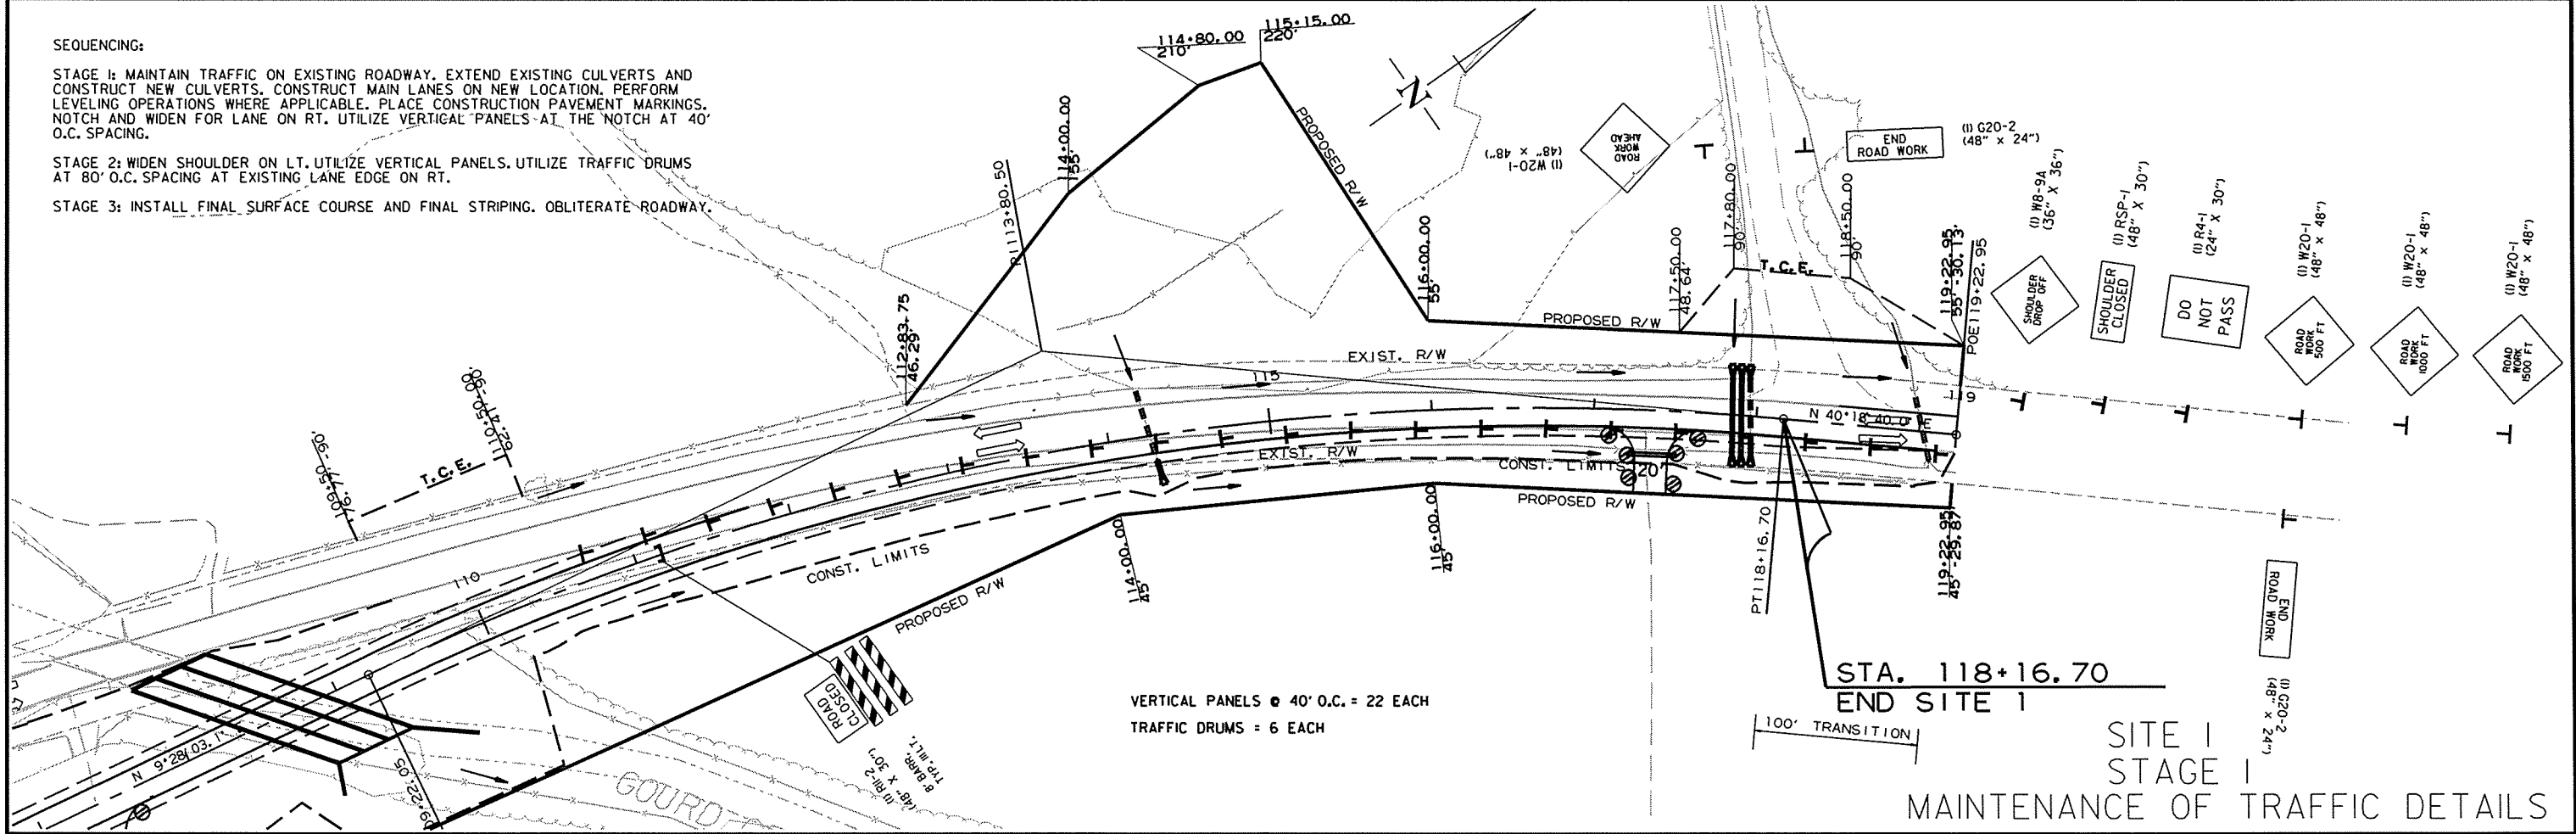 SEQUENCING:
STAGE 1: MAINTAIN TRAFFIC ON EXISTING ROADWAY. EXTEND EXISTING CULVERTS AND
CONSTRUCT NEW CULVERTS. CONSTRUCT MAIN LANES ON NEW LOCATION. PERFORM
LEVELING OPERATIONS WHERE APPLICABLE. PLACE CONSTRUCTION PAVEMENT MARKINGS.
NOTCH AND WIDEN FOR LANE ON RT. UTILIZE VERTICAL PANELS AT THE NOTCH AT 40'
O.C. SPACING.
STAGE 2: WIDEN SHOULDER ON LT. UTILIZE VERTICAL PANELS. UTILIZE TRAFFIC DRUMS
AT 80' O.C. SPACING AT EXISTING LANE EDGE ON RT.
STAGE 3: INSTALL FINAL SURFACE COURSE AND FINAL STRIPING. OBLITERATE ROADWAY.
114+80.00
210'
115+15.00
220'
N
PROPOSED R/W
114+00.00
155'
113+80.50
112+83.75
46.29'
110+50.00
62.41'
109+50
76.77'
T.C.E.
116+00.00
55'
117+50.00
48.64'
117+80.00
90'
118+50.00
90'
T.C.E.
119+22.95
55'
30.13'
POE 119+22.95
(1) W20-1
(48" X 48")
ROAD
WORK
AHEAD
END
ROAD WORK
(1) G20-2
(48" X 24")
(1) W8-9A
(36" X 36")
SHOULDER
DROP OFF
(1) RSP-1
(48" X 30")
SHOULDER
CLOSED
(1) R4-1
(24" X 30")
DO
NOT
PASS
(1) W20-1
(48" X 48")
ROAD
WORK
500 FT
(1) W20-1
(48" X 48")
ROAD
WORK
1000 FT
(1) W20-1
(48" X 48")
ROAD
WORK
1500 FT
PROPOSED R/W
EXIST. R/W
115
119
N 40°18'40.0" E
EXIST. R/W
CONST. LIMITS
20'
PROPOSED R/W
110
CONST. LIMITS
PROPOSED R/W
114+00.00
45'
116+00.00
45'
PT 118+16.70
119+22.95
45'
29.87'
N 9°28'03.1"
ROAD
CLOSED
(1) R11-2
(48" X 30")
8' BARR.
TYP. III LT.
VERTICAL PANELS @ 40' O.C. = 22 EACH
TRAFFIC DRUMS = 6 EACH
STA. 118+16.70
END SITE 1
100' TRANSITION
END
ROAD WORK
(1) G20-2
(48" X 24")
SITE 1
STAGE 1
MAINTENANCE OF TRAFFIC DETAILS